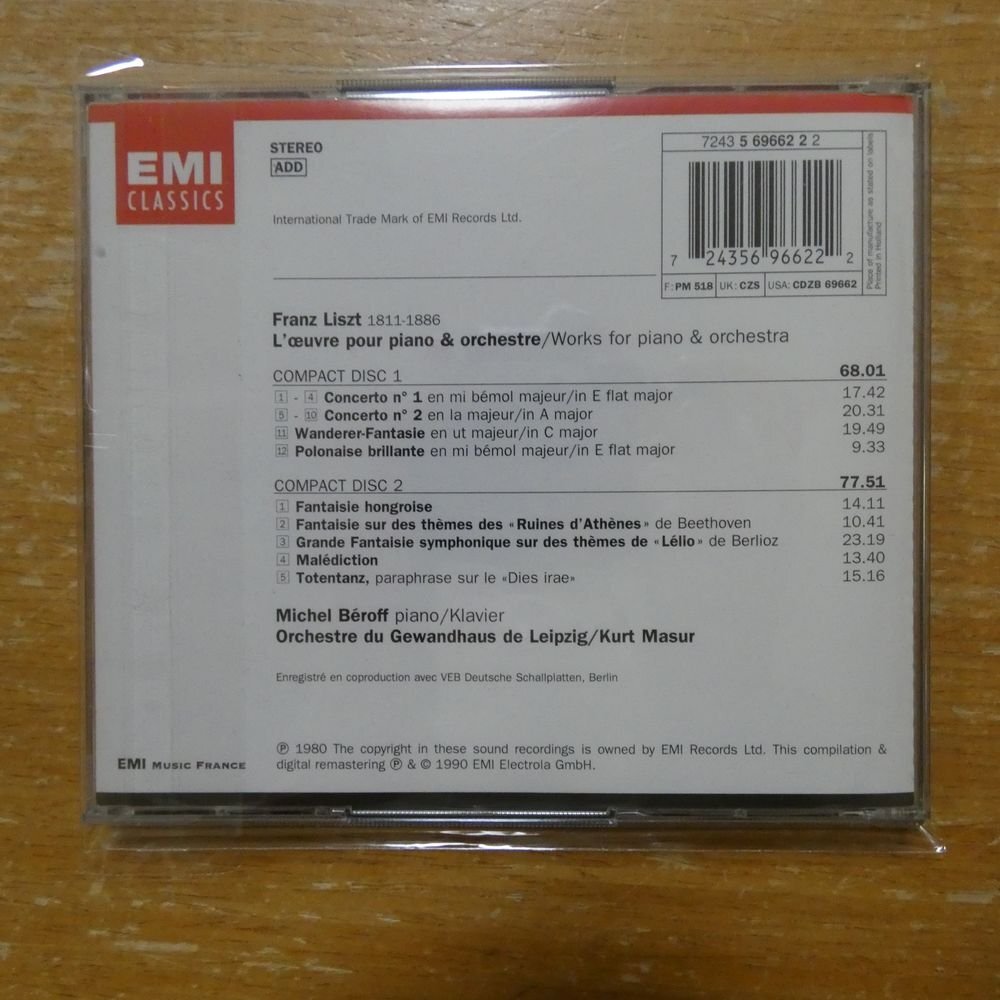 EMI
CLASSICS
STEREO
ADD
International Trade Mark of EMI Records Ltd.
7243 5 69662 2 2
7 24356 96622 2
F: PM 518 UK: CZS USA: CDZB 69662
Place of manufacture as stated on labels
Printed in Holland
Franz Liszt 1811-1886
L'œuvre pour piano & orchestre/Works for piano & orchestra
COMPACT DISC 1 68.01
1 - 4 Concerto n° 1 en mi bémol majeur/in E flat major 17.42
5 - 10 Concerto n° 2 en la majeur/in A major 20.31
11 Wanderer-Fantasie en ut majeur/in C major 19.49
12 Polonaise brillante en mi bémol majeur/in E flat major 9.33
COMPACT DISC 2 77.51
1 Fantaisie hongroise 14.11
2 Fantaisie sur des thèmes des «Ruines d'Athènes» de Beethoven 10.41
3 Grande Fantaisie symphonique sur des thèmes de «Lélio» de Berlioz 23.19
4 Malédiction 13.40
5 Totentanz, paraphrase sur le «Dies irae» 15.16
Michel Béroff piano/Klavier
Orchestre du Gewandhaus de Leipzig/Kurt Masur
Enregistré en coproduction avec VEB Deutsche Schallplatten, Berlin
℗ 1980 The copyright in these sound recordings is owned by EMI Records Ltd. This compilation &
digital remastering ℗ & © 1990 EMI Electrola GmbH.
EMI MUSIC FRANCE